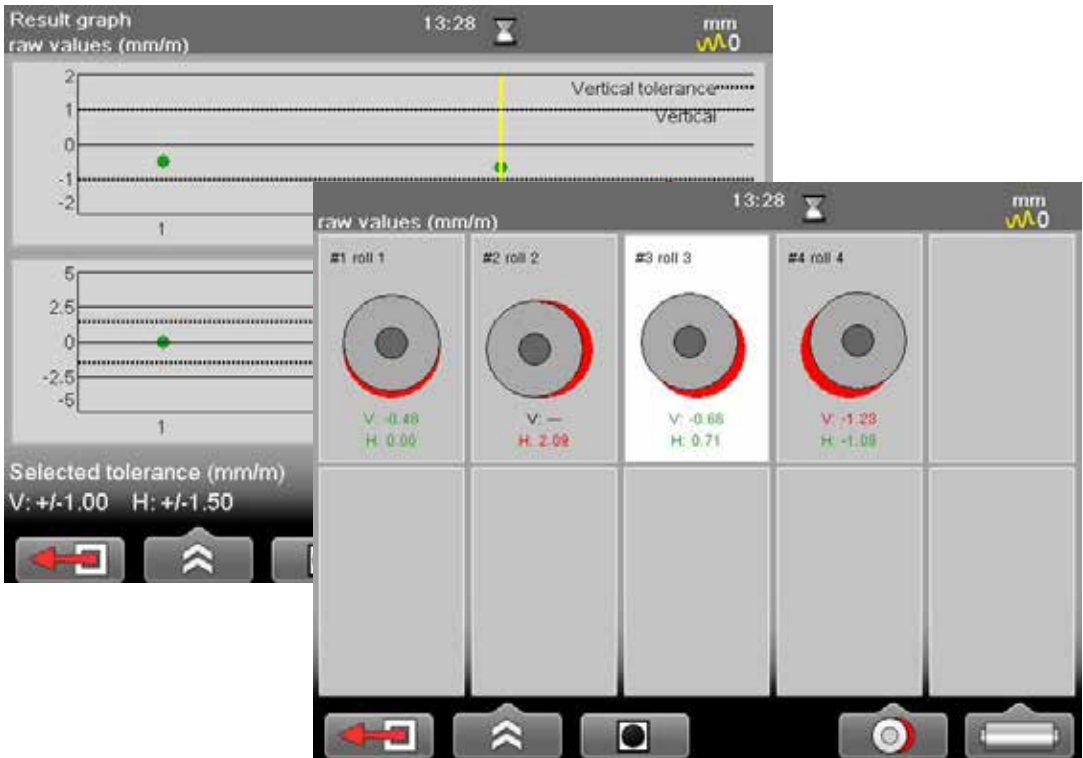 Result graph
13:28
mm
raw values (mm/m)
0
2
Vertical tolerance
1
Vertical
0
-1
-2
1
5
2.5
0
-2.5
-5
1
Selected tolerance (mm/m)
V: +/-1.00 H: +/-1.50
13:28
mm
raw values (mm/m)
0
#1 roll 1
#2 roll 2
#3 roll 3
#4 roll 4
V: -0.48
V: ---
V: -0.68
V: -1.23
H: 0.00
H: 2.09
H: 0.71
H: -1.09